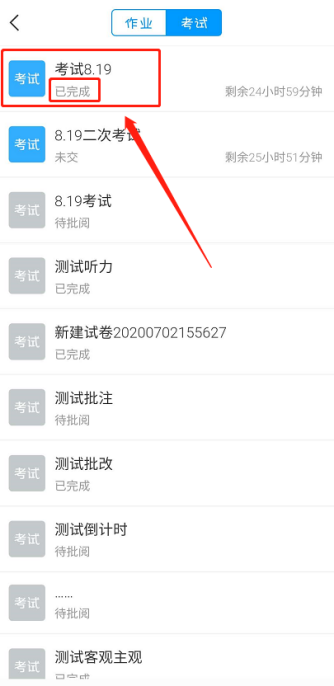 作业 考试
考试 考试8.19
已完成 剩余24小时59分钟
考试 8.19二次考试
未交 剩余25小时51分钟
考试 8.19考试
待批阅
考试 测试听力
已完成
考试 新建试卷20200702155627
已完成
考试 测试批注
待批阅
考试 测试批改
已完成
考试 测试倒计时
待批阅
考试 ......
待批阅
考试 测试客观主观
已完成